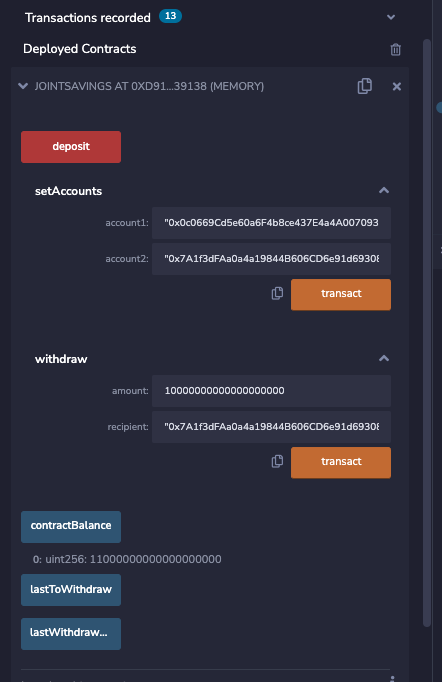 Transactions recorded 13
Deployed Contracts
JOINTSAVINGS AT 0XD91...39138 (MEMORY)
deposit
setAccounts
account1: "0x0c0669Cd5e60a6F4b8ce437E4a4A007093
account2: "0x7A1f3dFAa0a4a19844B606CD6e91d69308
transact
withdraw
amount: 10000000000000000000
recipient: "0x7A1f3dFAa0a4a19844B606CD6e91d69308
transact
contractBalance
0: uint256: 11000000000000000000
lastToWithdraw
lastWithdraw...